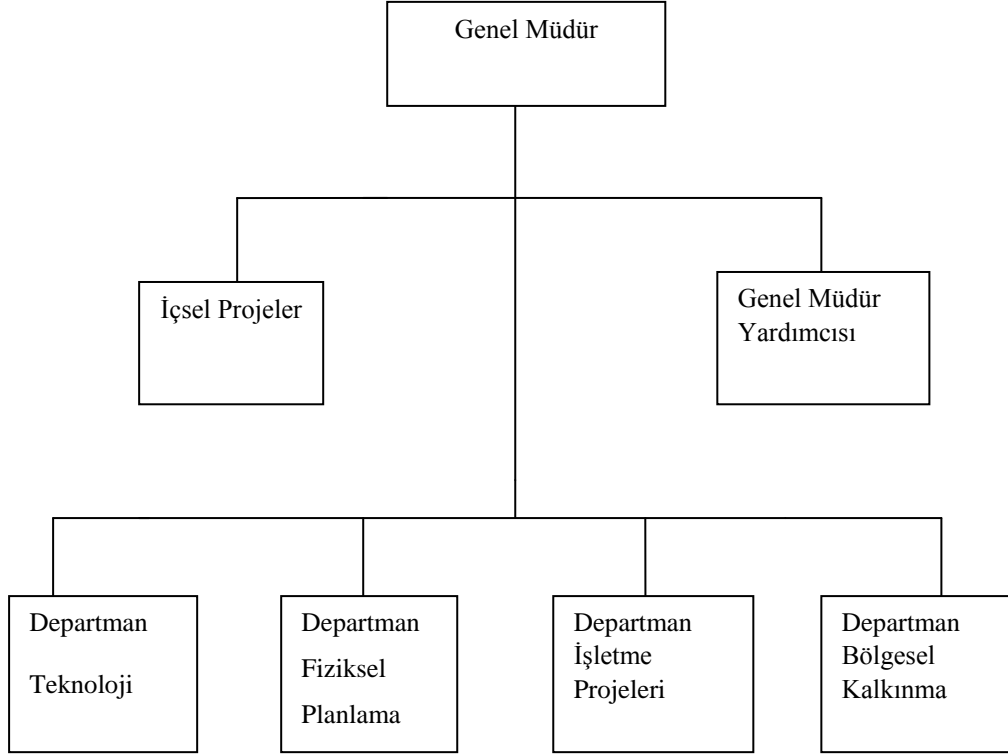 Genel Müdür
İçsel Projeler
Genel Müdür
Yardımcısı
Departman
Teknoloji
Departman
Fiziksel
Planlama
Departman
İşletme
Projeleri
Departman
Bölgesel
Kalkınma